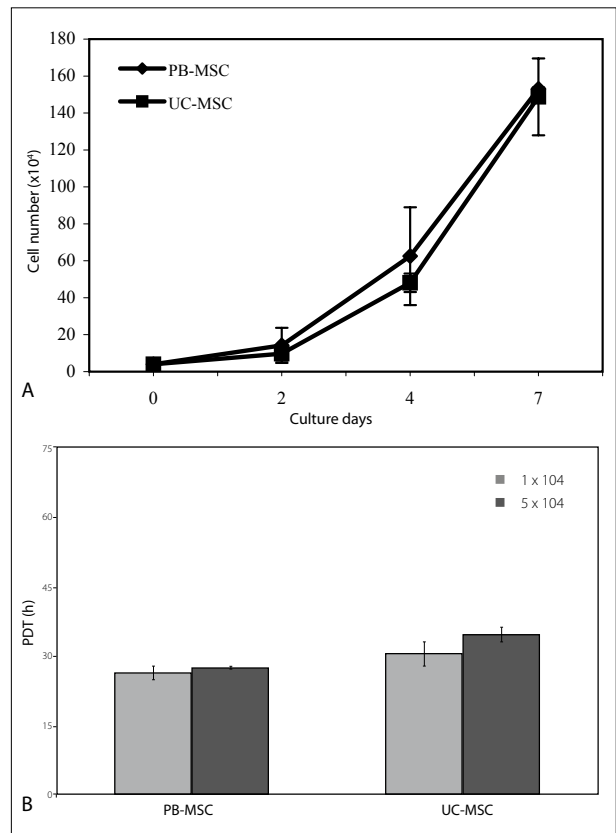 180
160
140
120
100
80
60
40
20
0
Cell number (x10⁴)
PB-MSC
UC-MSC
0 2 4 7
Culture days
A
75
60
45
30
15
0
PDT (h)
1 x 104
5 x 104
PB-MSC UC-MSC
B